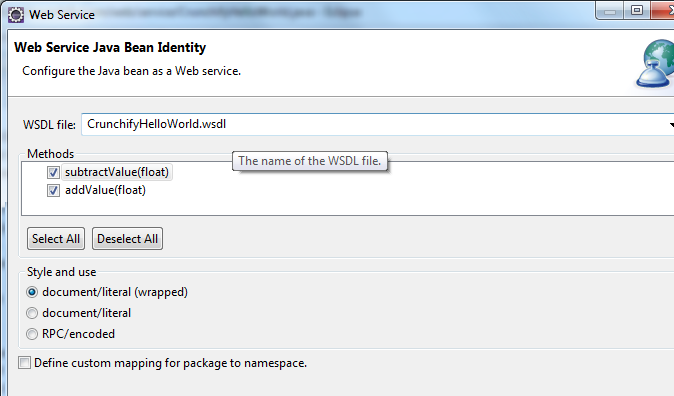 Web Service
Web Service Java Bean Identity
Configure the Java bean as a Web service.
WSDL file: CrunchifyHelloWorld.wsdl
Methods
The name of the WSDL file.
subtractValue(float)
addValue(float)
Select All Deselect All
Style and use
document/literal (wrapped)
document/literal
RPC/encoded
Define custom mapping for package to namespace.